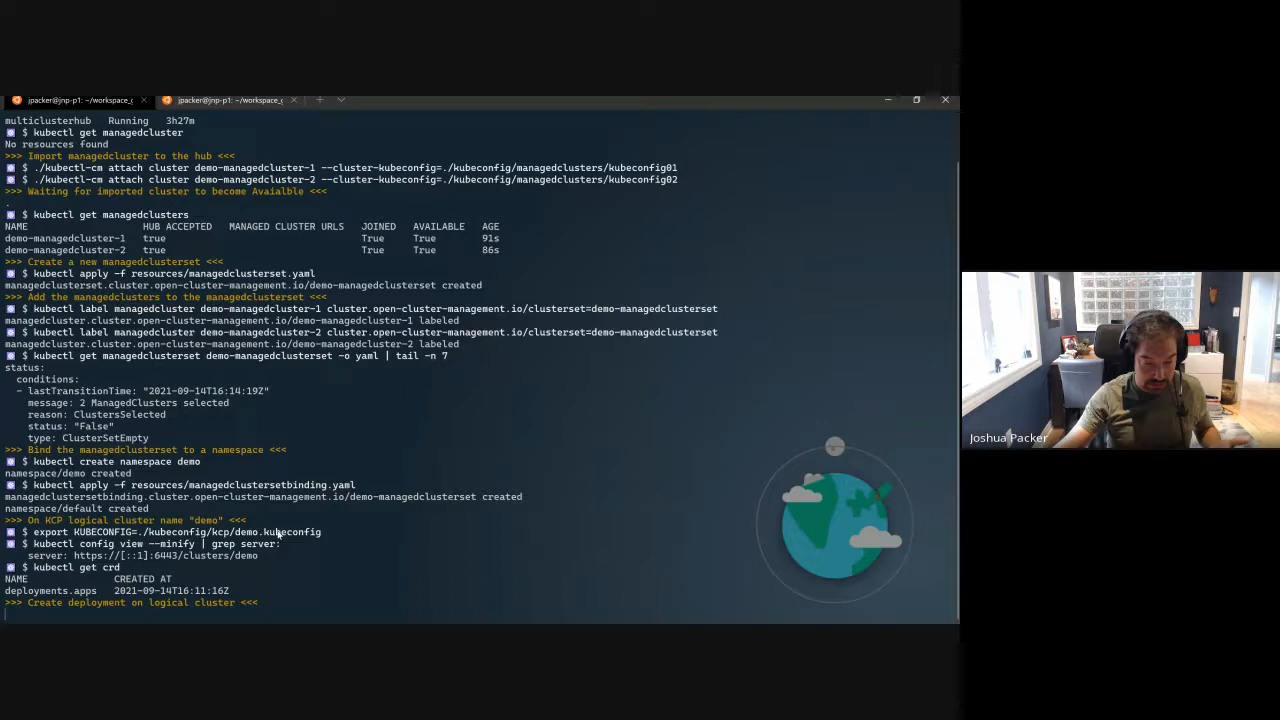 jpacker@jnp-p1: ~/workspace_
jpacker@jnp-p1: ~/workspace_
multiclusterhub   Running   3h27m
$ kubectl get managedcluster
No resources found
>>> Import managedcluster to the hub <<<
$ ./kubectl-cm attach cluster demo-managedcluster-1 --cluster-kubeconfig=./kubeconfig/managedclusters/kubeconfig01
$ ./kubectl-cm attach cluster demo-managedcluster-2 --cluster-kubeconfig=./kubeconfig/managedclusters/kubeconfig02
>>> Waiting for imported cluster to become Avaialble <<<
.
$ kubectl get managedclusters
NAME                    HUB ACCEPTED   MANAGED CLUSTER URLS   JOINED   AVAILABLE   AGE
demo-managedcluster-1   true                                  True     True        91s
demo-managedcluster-2   true                                  True     True        86s
>>> Create a new managedclusterset <<<
$ kubectl apply -f resources/managedclusterset.yaml
managedclusterset.cluster.open-cluster-management.io/demo-managedclusterset created
>>> Add the managedclusters to the managedclusterset <<<
$ kubectl label managedcluster demo-managedcluster-1 cluster.open-cluster-management.io/clusterset=demo-managedclusterset
managedcluster.cluster.open-cluster-management.io/demo-managedcluster-1 labeled
$ kubectl label managedcluster demo-managedcluster-2 cluster.open-cluster-management.io/clusterset=demo-managedclusterset
managedcluster.cluster.open-cluster-management.io/demo-managedcluster-2 labeled
$ kubectl get managedclusterset demo-managedclusterset -o yaml | tail -n 7
status:
  conditions:
  - lastTransitionTime: "2021-09-14T16:14:19Z"
    message: 2 ManagedClusters selected
    reason: ClustersSelected
    status: "False"
    type: ClusterSetEmpty
>>> Bind the managedclusterset to a namespace <<<
$ kubectl create namespace demo
namespace/demo created
$ kubectl apply -f resources/managedclustersetbinding.yaml
managedclustersetbinding.cluster.open-cluster-management.io/demo-managedclusterset created
namespace/default created
>>> On KCP logical cluster name "demo" <<<
$ export KUBECONFIG=./kubeconfig/kcp/demo.kubeconfig
$ kubectl config view --minify | grep server:
    server: https://[::1]:6443/clusters/demo
$ kubectl get crd
NAME               CREATED AT
deployments.apps   2021-09-14T16:11:16Z
>>> Create deployment on logical cluster <<<
Joshua Packer